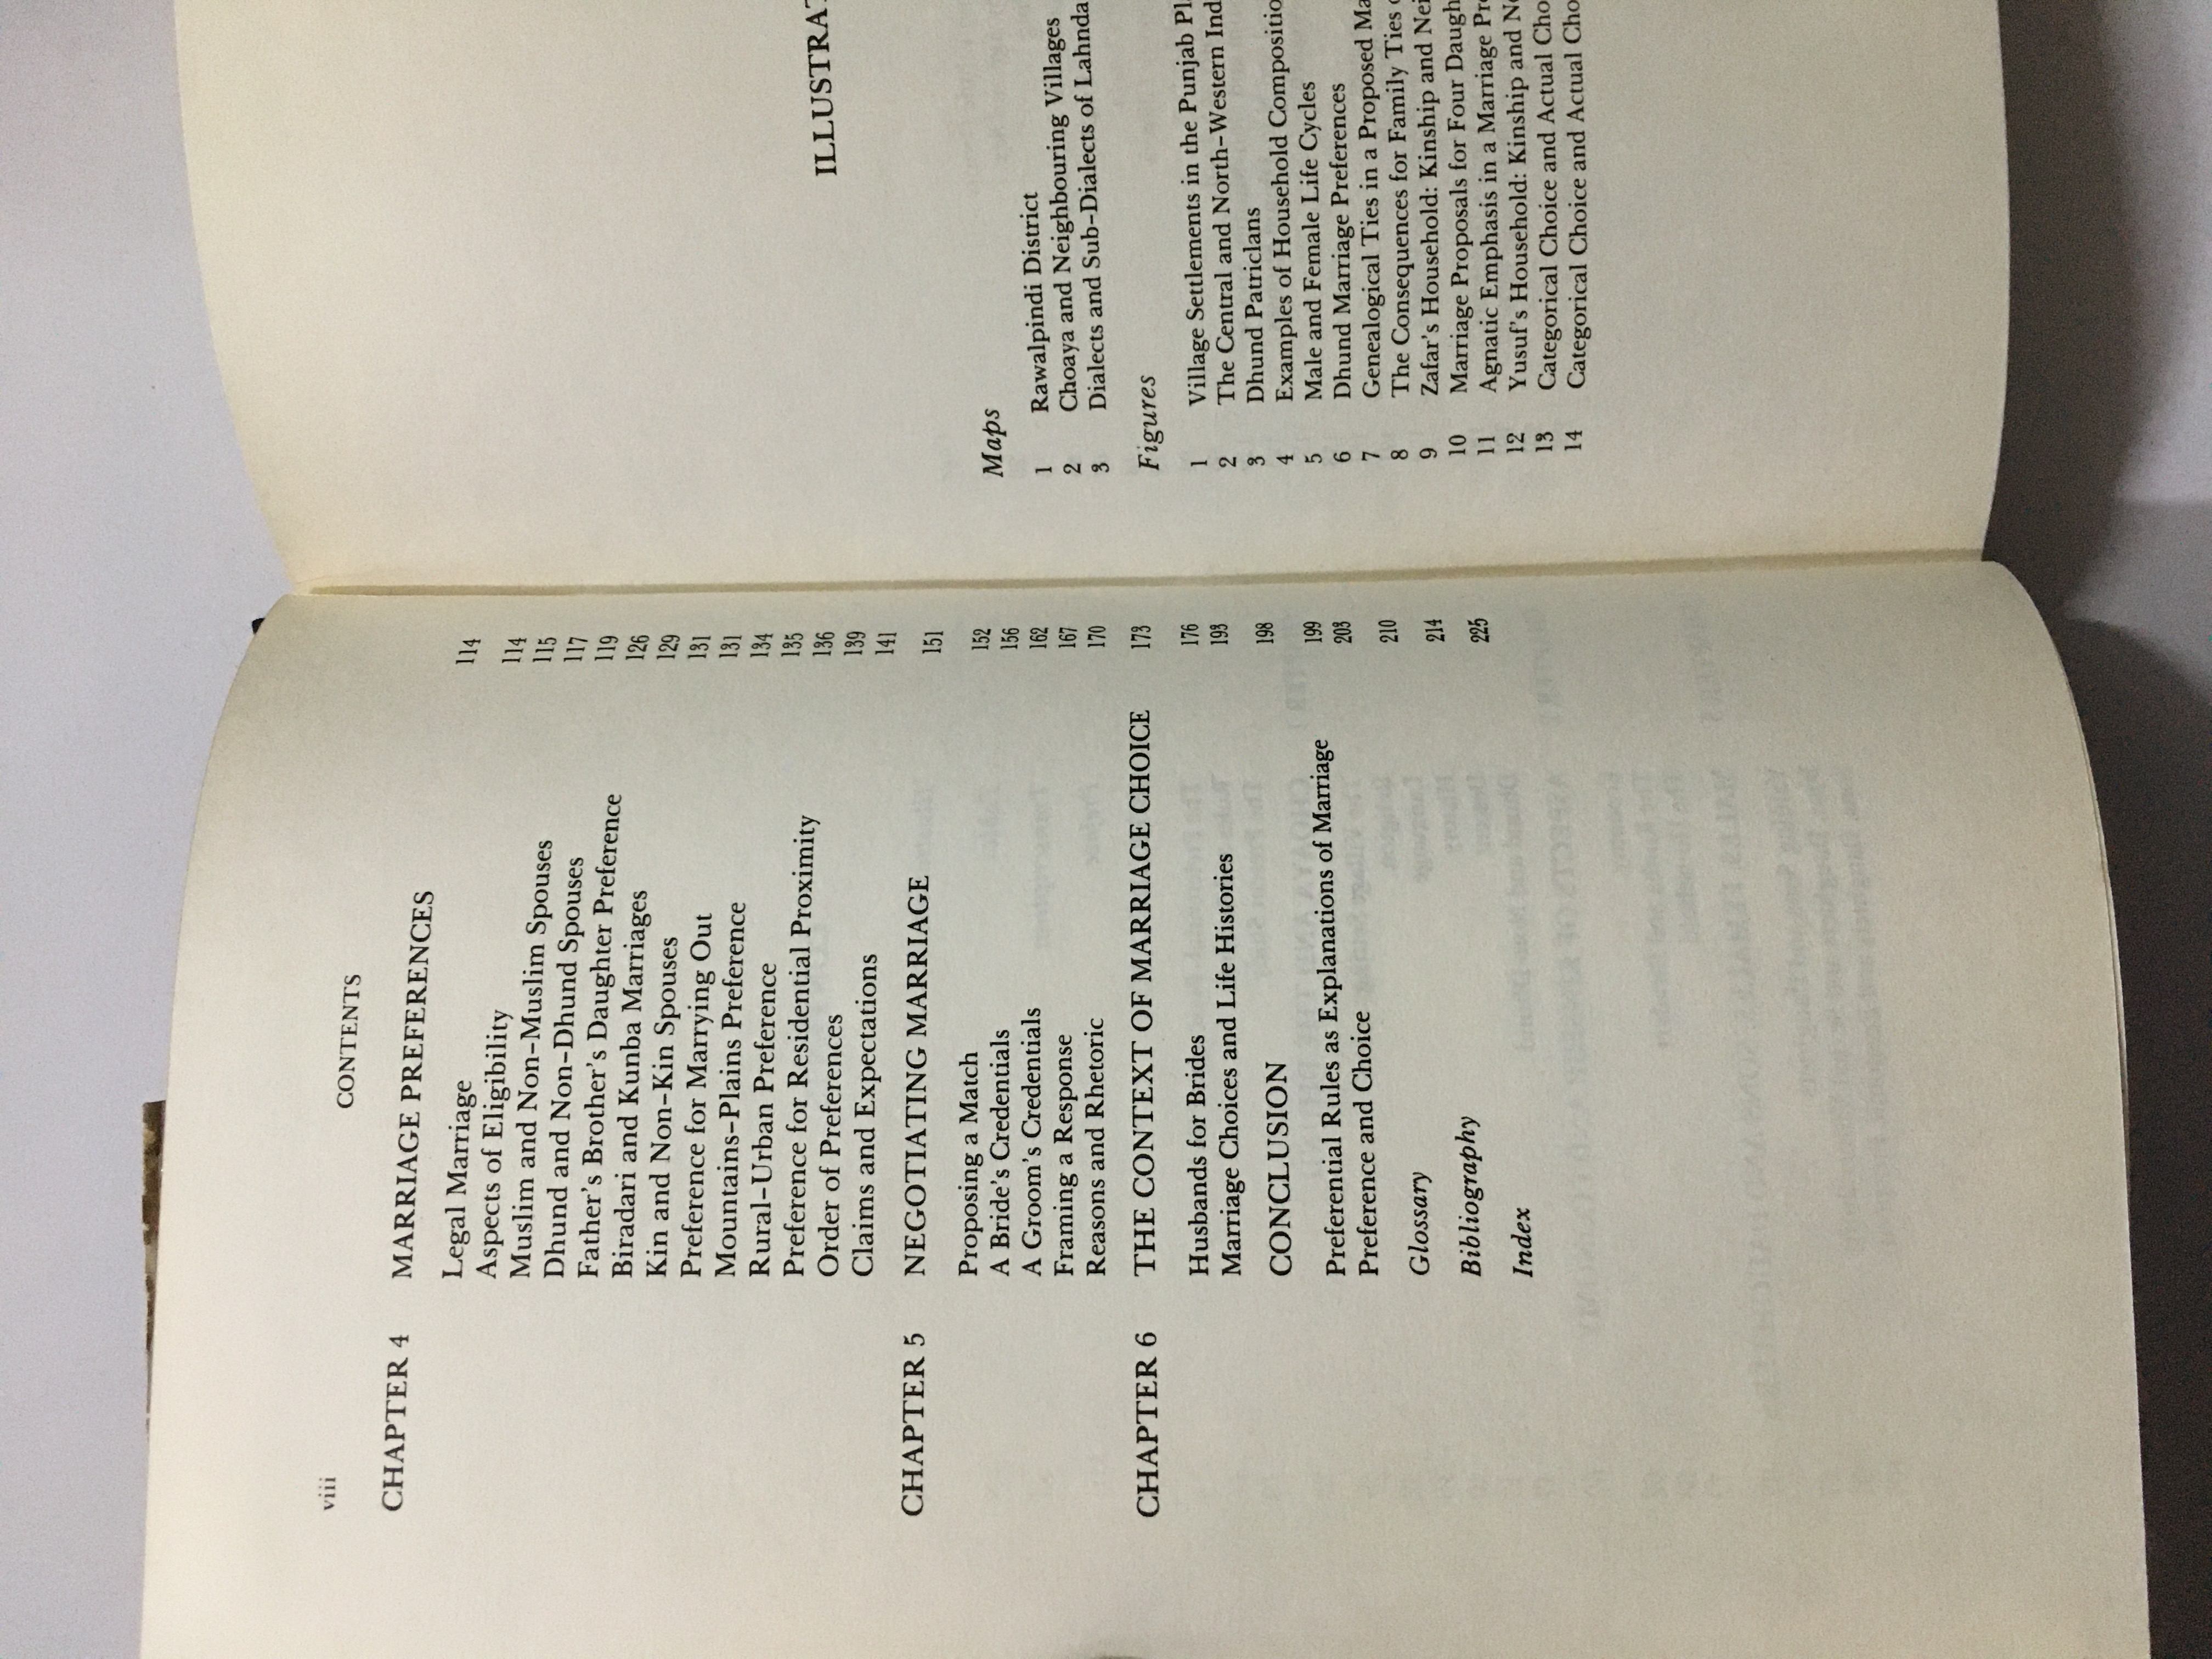 viii
CONTENTS
CHAPTER 4 MARRIAGE PREFERENCES 114
Legal Marriage 114
Aspects of Eligibility 115
Muslim and Non-Muslim Spouses 117
Dhund and Non-Dhund Spouses 119
Father's Brother's Daughter Preference 126
Biradari and Kunba Marriages 129
Kin and Non-Kin Spouses 131
Preference for Marrying Out 131
Mountains-Plains Preference 134
Rural-Urban Preference 135
Preference for Residential Proximity 136
Order of Preferences 139
Claims and Expectations 141
CHAPTER 5 NEGOTIATING MARRIAGE 151
Proposing a Match 152
A Bride's Credentials 156
A Groom's Credentials 162
Framing a Response 167
Reasons and Rhetoric 170
CHAPTER 6 THE CONTEXT OF MARRIAGE CHOICE 173
Husbands for Brides 176
Marriage Choices and Life Histories 193
CONCLUSION 198
Preferential Rules as Explanations of Marriage 199
Preference and Choice 203
Glossary 210
Bibliography 214
Index 225
ILLUSTRAT
Maps
1 Rawalpindi District
2 Choaya and Neighbouring Villages
3 Dialects and Sub-Dialects of Lahnda
Figures
1 Village Settlements in the Punjab Pl
2 The Central and North-Western Ind
3 Dhund Patriclans
4 Examples of Household Compositio
5 Male and Female Life Cycles
6 Dhund Marriage Preferences
7 Genealogical Ties in a Proposed Ma
8 The Consequences for Family Ties
9 Zafar's Household: Kinship and Nei
10 Marriage Proposals for Four Daugh
11 Agnatic Emphasis in a Marriage Pr
12 Yusuf's Household: Kinship and N
13 Categorical Choice and Actual Cho
14 Categorical Choice and Actual Cho